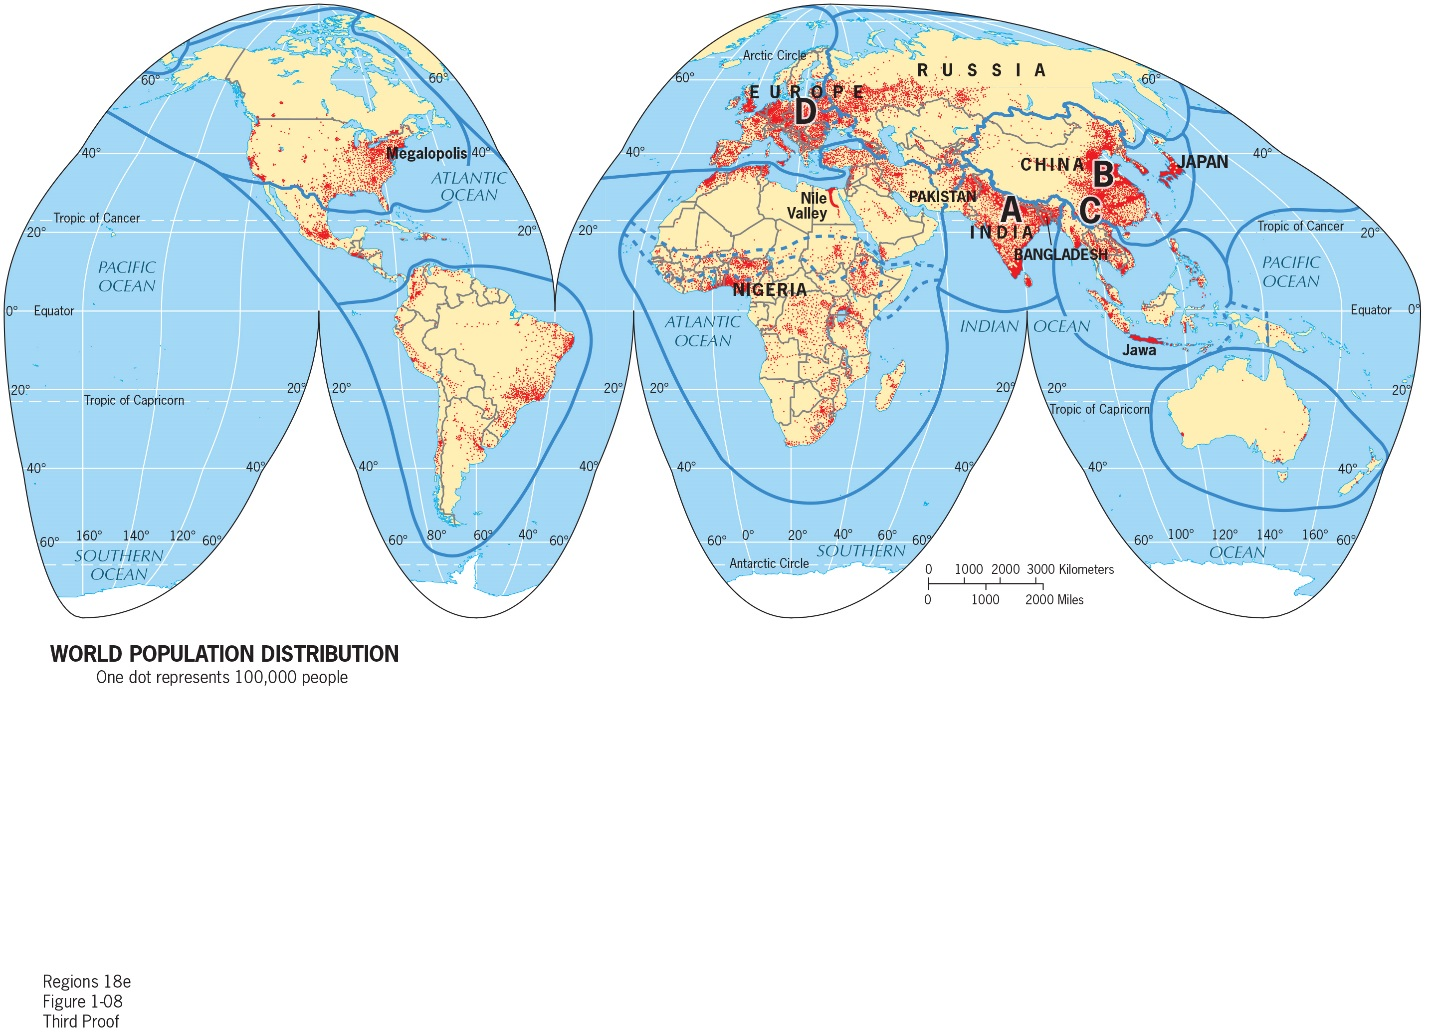 Arctic Circle
60°
60°
60°
60°
R U S S I A
E U R O P E
D
40°
Megalopolis
40°
ATLANTIC
OCEAN
40°
40°
CHINA
B
JAPAN
PAKISTAN
Nile
Valley
A
C
INDIA
BANGLADESH
Tropic of Cancer
20°
20°
20°
Tropic of Cancer
20°
PACIFIC
OCEAN
PACIFIC
OCEAN
NIGERIA
0°
Equator
Equator
0°
ATLANTIC
OCEAN
INDIAN
OCEAN
Jawa
20°
20°
20°
20°
20°
20°
20°
20°
Tropic of Capricorn
Tropic of Capricorn
40°
40°
40°
40°
40°
40°
40°
40°
40°
60°
160°
140°
120°
60°
60°
80°
60°
40°
60°
60°
0°
20°
40°
60°
60°
60°
100°
120°
140°
160°
60°
SOUTHERN
OCEAN
SOUTHERN
OCEAN
Antarctic Circle
0 1000 2000 3000 Kilometers
0 1000 2000 Miles
WORLD POPULATION DISTRIBUTION
One dot represents 100,000 people
Regions 18e
Figure 1-08
Third Proof